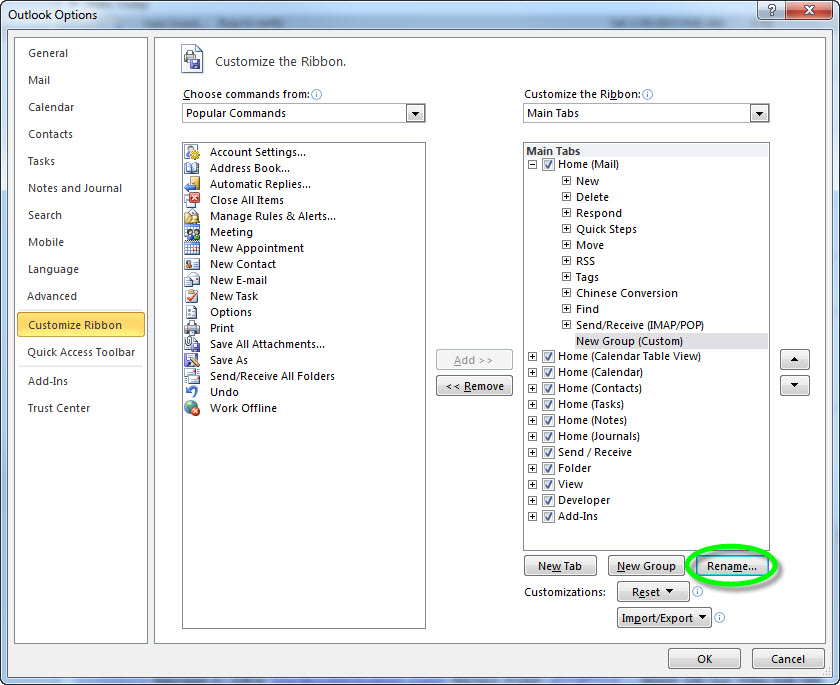 Outlook Options
?
General
Mail
Calendar
Contacts
Tasks
Notes and Journal
Search
Mobile
Language
Advanced
Customize Ribbon
Quick Access Toolbar
Add-Ins
Trust Center
Customize the Ribbon.
Choose commands from:
Popular Commands
Account Settings...
Address Book...
Automatic Replies...
Close All Items
Manage Rules & Alerts...
Meeting
New Appointment
New Contact
New E-mail
New Task
Options
Print
Save All Attachments...
Save As
Send/Receive All Folders
Undo
Work Offline
Add >>
<< Remove
Customize the Ribbon:
Main Tabs
Main Tabs
Home (Mail)
New
Delete
Respond
Quick Steps
Move
RSS
Tags
Chinese Conversion
Find
Send/Receive (IMAP/POP)
New Group (Custom)
Home (Calendar Table View)
Home (Calendar)
Home (Contacts)
Home (Tasks)
Home (Notes)
Home (Journals)
Send / Receive
Folder
View
Developer
Add-Ins
New Tab New Group Rename...
Customizations: Reset
Import/Export
OK Cancel